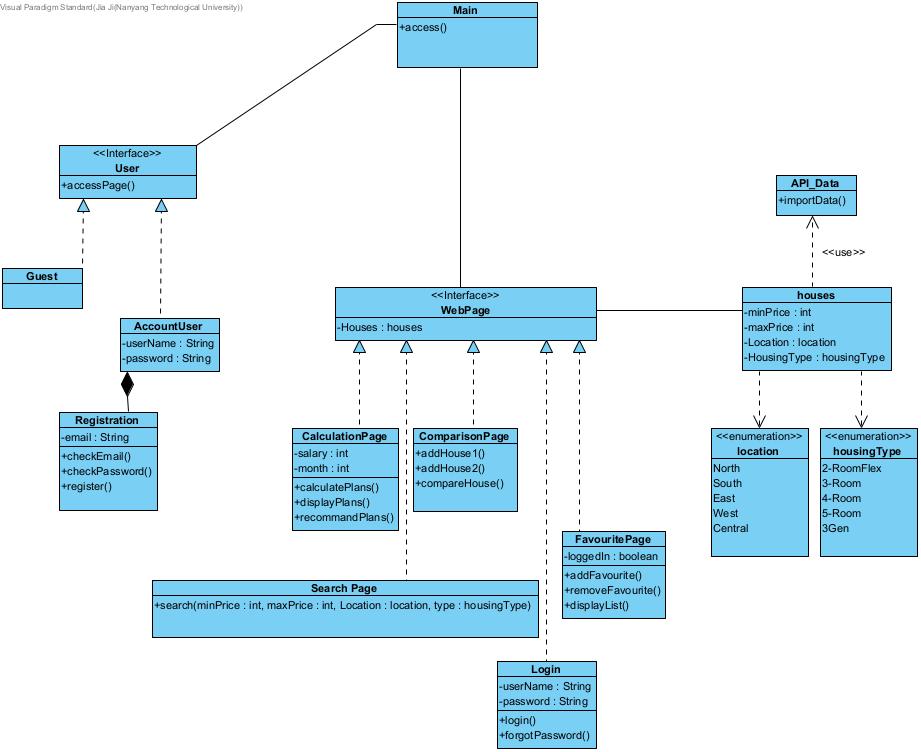 Visual Paradigm Standard(Jia Ji(Nanyang Technological University))
Main
+access()
<<Interface>>
User
+accessPage()
Guest
AccountUser
-userName : String
-password : String
Registration
-email : String
+checkEmail()
+checkPassword()
+register()
API_Data
+importData()
<<use>>
<<Interface>>
WebPage
-Houses : houses
houses
-minPrice : int
-maxPrice : int
-Location : location
-HousingType : housingType
CalculationPage
-salary : int
-month : int
+calculatePlans()
+displayPlans()
+recommandPlans()
ComparisonPage
+addHouse1()
+addHouse2()
+compareHouse()
<<enumeration>>
location
North
South
East
West
Central
<<enumeration>>
housingType
2-RoomFlex
3-Room
4-Room
5-Room
3Gen
FavouritePage
-loggedIn : boolean
+addFavourite()
+removeFavourite()
+displayList()
Search Page
+search(minPrice : int, maxPrice : int, Location : location, type : housingType)
Login
-userName : String
-password : String
+login()
+forgotPassword()